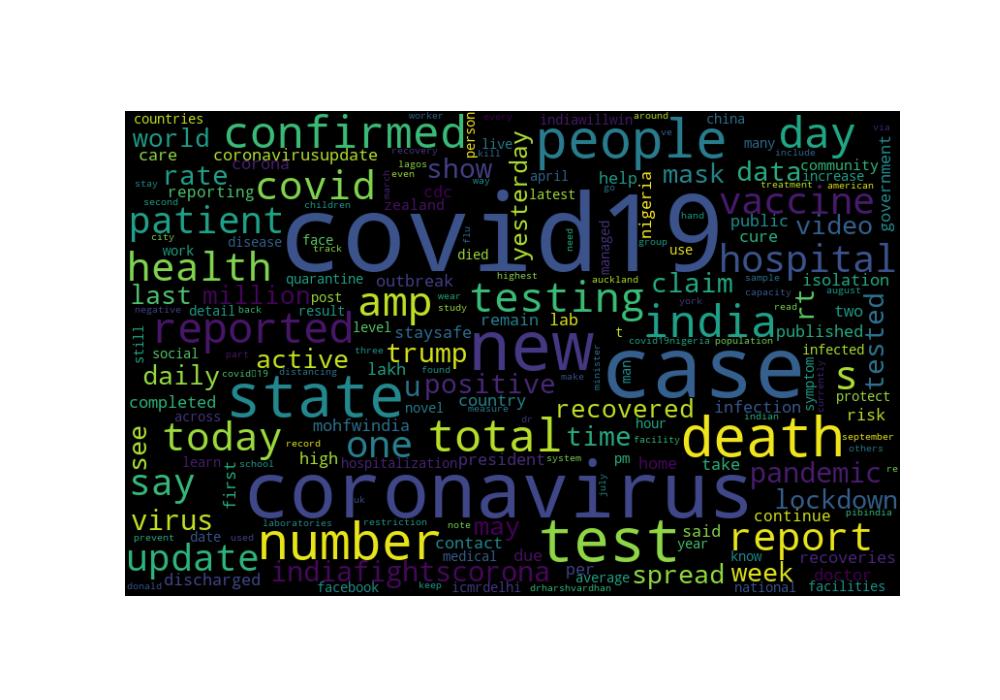 countries
worker
every
indiawillwin
around
china
world
confirmed
person
live
yesterday
people
ve
many
day
via
care
coronavirusupdate
recovery
corona
lagos
show
kill
even
way
april
help
mask
data
community
increase
government
rate
reporting
covid
march
cdc
zealand
latest
go
nigeria
treatment
include
american
vaccine
stay
second
children
patient
covid19
managed
hand
group
public
video
city
work
disease
face
track
flu
died
need
use
cure
hospital
health
quarantine
outbreak
highest
auckland
claim
sample
capacity
isolation
august
last
million
post
wear
study
amp
testing
york
read
rt
two
tested
negative
detail
back
result
reported
level
staysafe
remain
lab
t
india
published
still
covid19nigeria
population
social
part
active
three
trump
found
new
make
minister
man
case
infected
symptom
currently
daily
covid19
distancing
lakh
state
u
positive
country
s
protect
completed
novel
measure
recovered
infection
indian
risk
across
mohfwindia
dr
hour
see
today
record
one
total
time
facility
death
september
others
learn
school
high
hospitalization
president
system
pm
home
take
pandemic
re
say
first
coronavirus
uk
july
lockdown
pibindia
virus
laboratories
restriction
note
may
said
continue
prevent
date
used
number
contact
test
year
report
update
medical
due
know
recoveries
discharged
indiafightscorona
per
average
spread
week
doctor
donald
facebook
keep
icmrdelhi
drharshvardhan
national
facilities